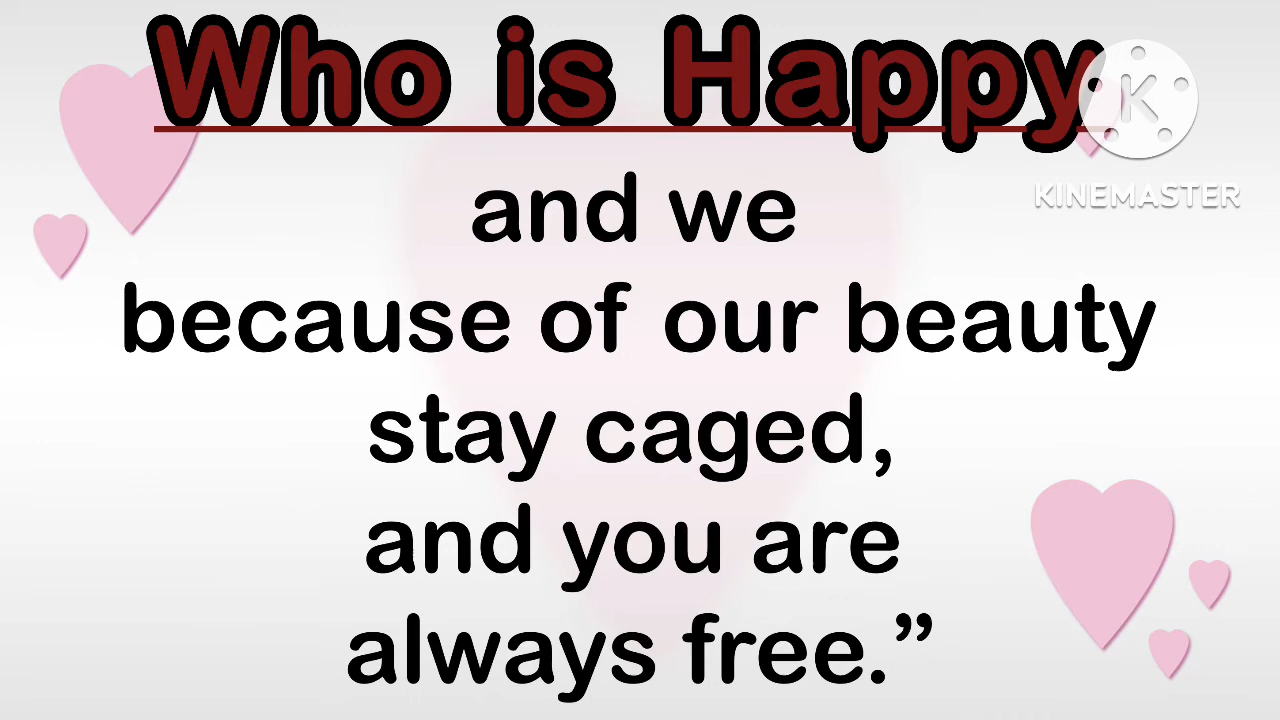 Who is Happy
and we
because of our beauty
stay caged,
and you are
always free.”
K
KINEMASTER